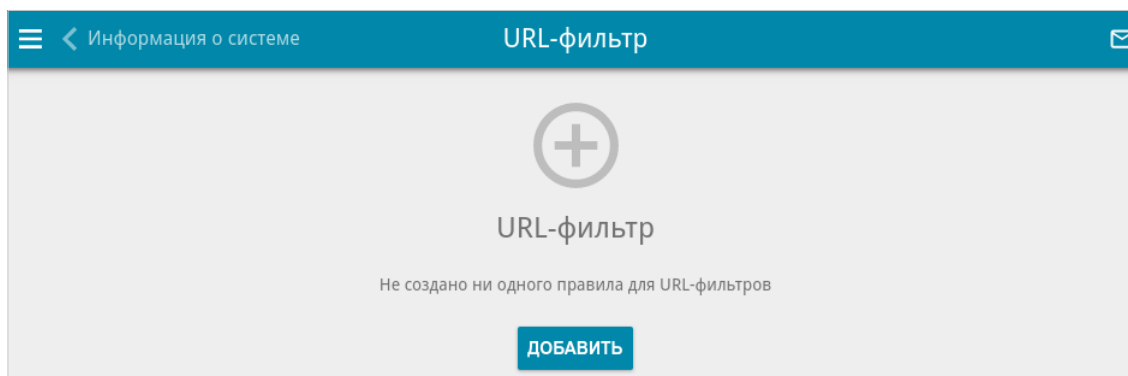 Информация о системе URL-фильтр
URL-фильтр
Не создано ни одного правила для URL-фильтров
ДОБАВИТЬ